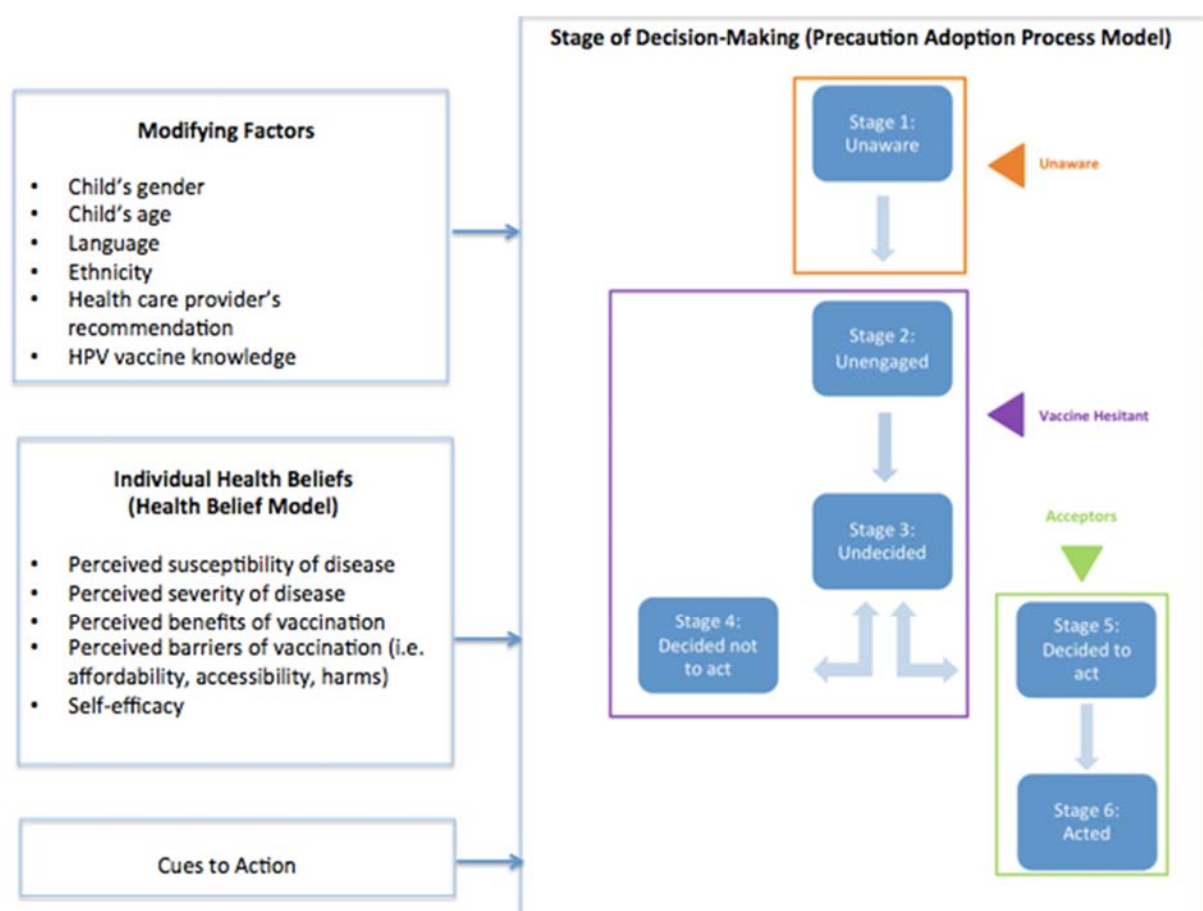 Stage of Decision-Making (Precaution Adoption Process Model)
Modifying Factors
• Child's gender
• Child's age
• Language
• Ethnicity
• Health care provider's
recommendation
• HPV vaccine knowledge
Individual Health Beliefs
(Health Belief Model)
• Perceived susceptibility of disease
• Perceived severity of disease
• Perceived benefits of vaccination
• Perceived barriers of vaccination (i.e.
affordability, accessibility, harms)
• Self-efficacy
Cues to Action
Stage 1:
Unaware
Unaware
Stage 2:
Unengaged
Vaccine Hesitant
Stage 3:
Undecided
Acceptors
Stage 4:
Decided not
to act
Stage 5:
Decided to
act
Stage 6:
Acted